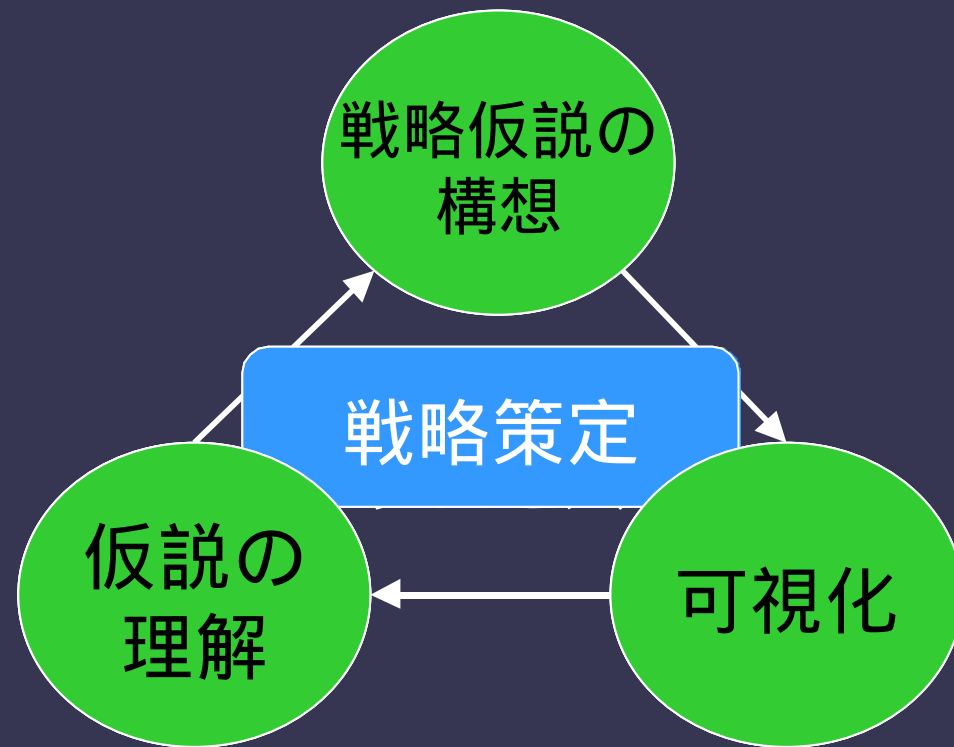 戦略仮説の
構想
戦略策定
仮説の
理解
可視化